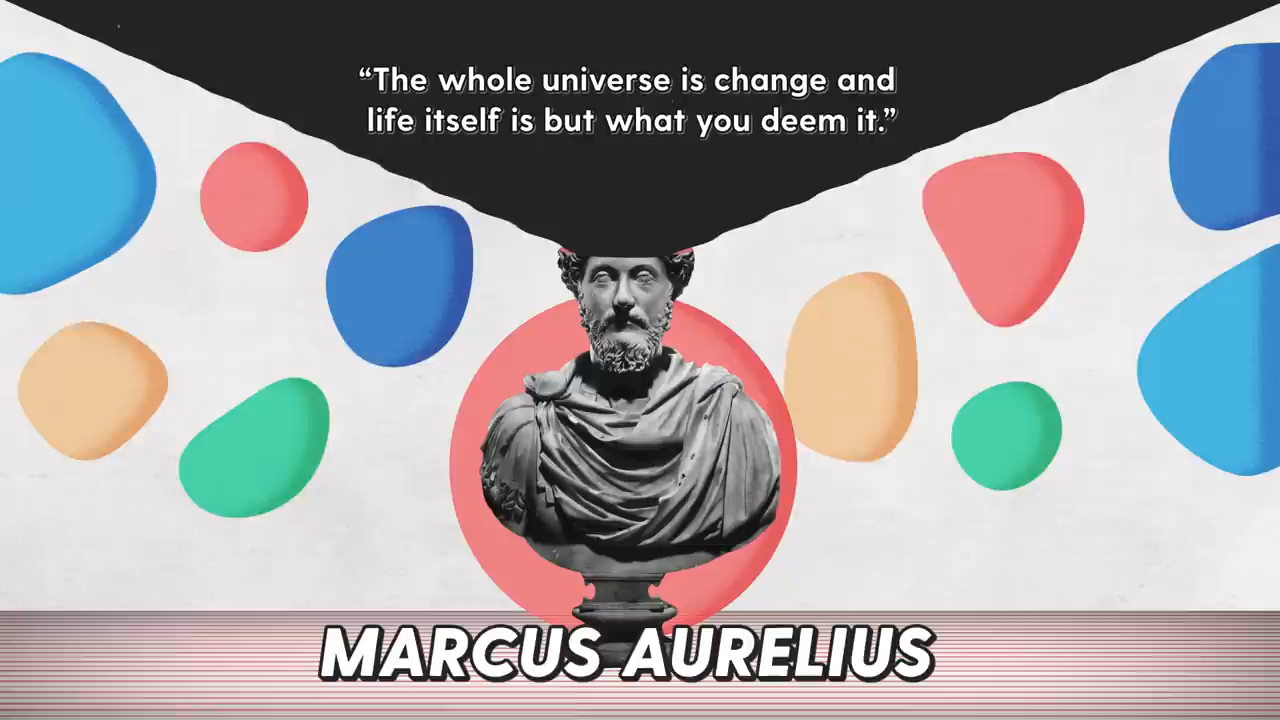 “The whole universe is change and
life itself is but what you deem it.”
MARCUS AURELIUS